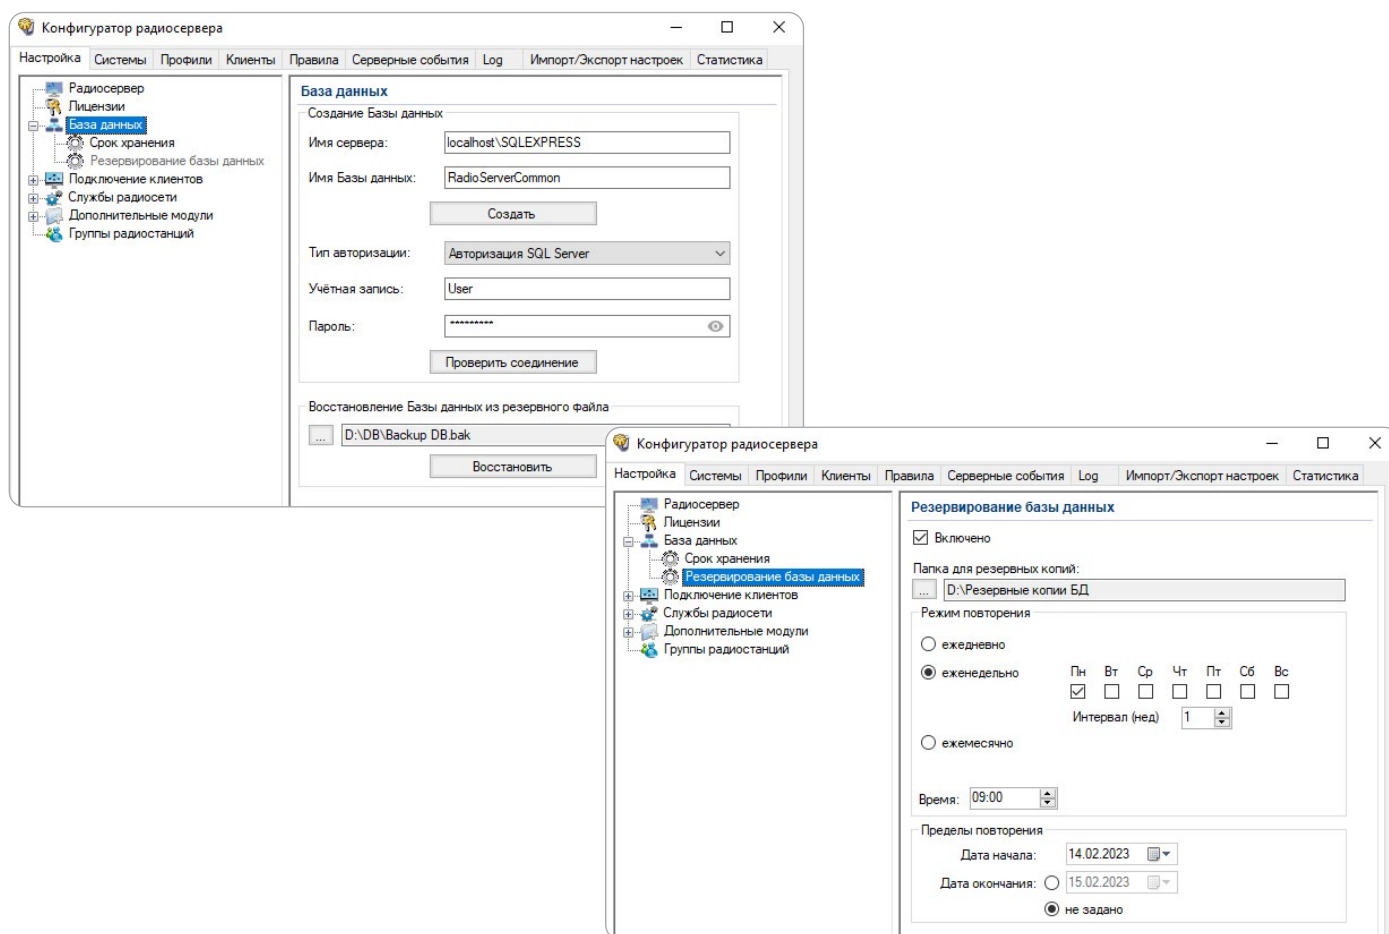 Конфигуратор радиосервера
Настройка Системы Профили Клиенты Правила Серверные события Log Импорт/Экспорт настроек Статистика
Радиосервер
Лицензии
База данных
Срок хранения
Резервирование базы данных
Подключение клиентов
Службы радиосети
Дополнительные модули
Группы радиостанций
База данных
Создание Базы данных
Имя сервера: localhost\SQLEXPRESS
Имя Базы данных: RadioServerCommon
Создать
Тип авторизации: Авторизация SQL Server
Учётная запись: User
Пароль: *********
Проверить соединение
Восстановление Базы данных из резервного файла
... D:\DB\Backup DB.bak
Восстановить
Конфигуратор радиосервера
Настройка Системы Профили Клиенты Правила Серверные события Log Импорт/Экспорт настроек Статистика
Радиосервер
Лицензии
База данных
Срок хранения
Резервирование базы данных
Подключение клиентов
Службы радиосети
Дополнительные модули
Группы радиостанций
Резервирование базы данных
Включено
Папка для резервных копий:
... D:\Резервные копии БД
Режим повторения
ежедневно
еженедельно Пн Вт Ср Чт Пт Сб Вс
Интервал (нед) 1
ежемесячно
Время: 09:00
Пределы повторения
Дата начала: 14.02.2023
Дата окончания: 15.02.2023
не задано